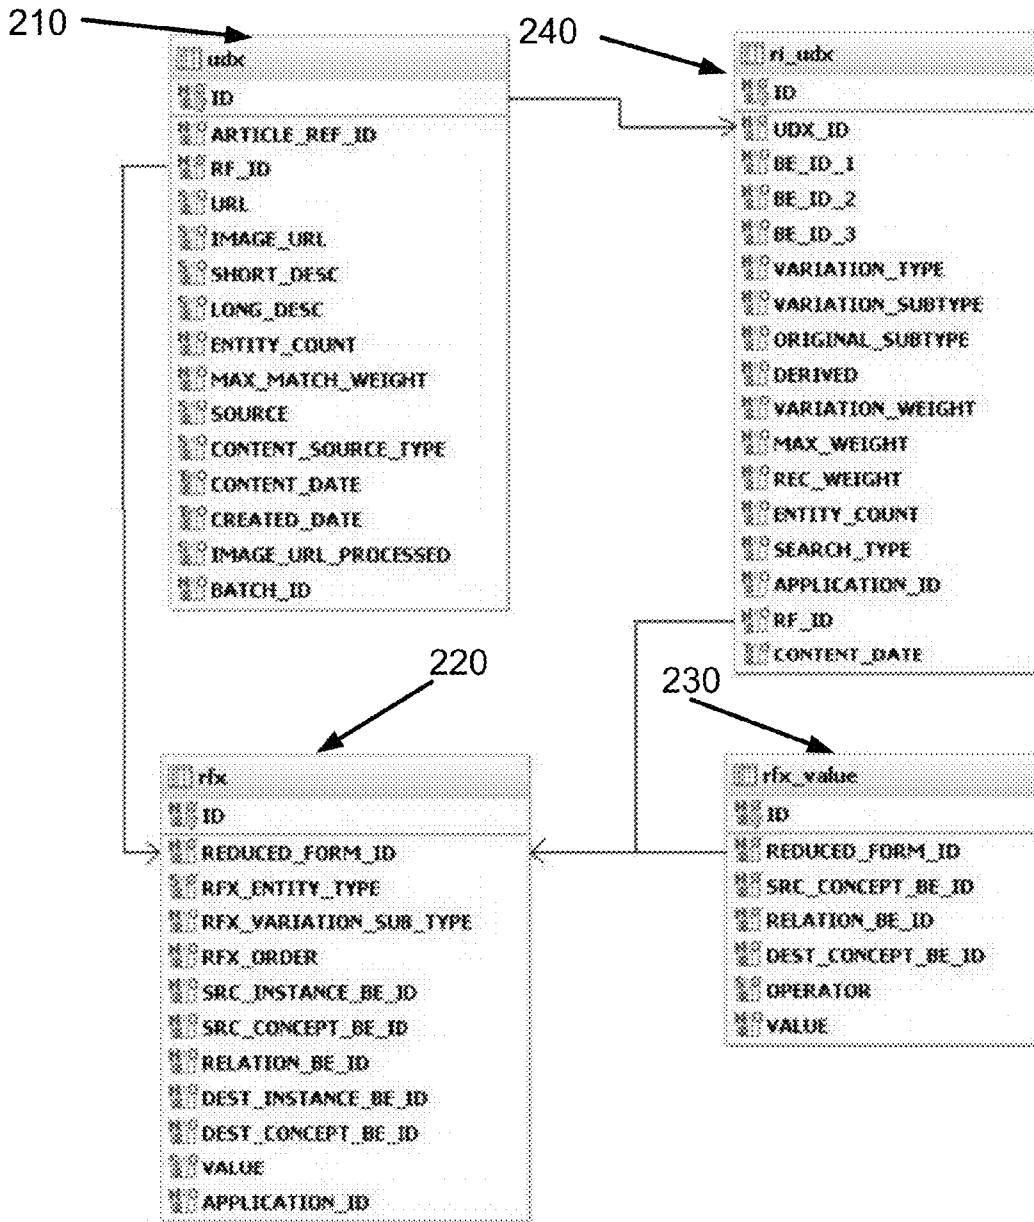 210
udx
ID
ARTICLE_REF_ID
RF_ID
URL
IMAGE_URL
SHORT_DESC
LONG_DESC
ENTITY_COUNT
MAX_MATCH_WEIGHT
SOURCE
CONTENT_SOURCE_TYPE
CONTENT_DATE
CREATED_DATE
IMAGE_URL_PROCESSED
BATCH_ID
240
ri_udx
ID
UDX_ID
BE_ID_1
BE_ID_2
BE_ID_3
VARIATION_TYPE
VARIATION_SUBTYPE
ORIGINAL_SUBTYPE
DERIVED
VARIATION_WEIGHT
MAX_WEIGHT
REC_WEIGHT
ENTITY_COUNT
SEARCH_TYPE
APPLICATION_ID
RF_ID
CONTENT_DATE
220
rfx
ID
REDUCED_FORM_ID
RFX_ENTITY_TYPE
RFX_VARIATION_SUB_TYPE
RFX_ORDER
SRC_INSTANCE_BE_ID
SRC_CONCEPT_BE_ID
RELATION_BE_ID
DEST_INSTANCE_BE_ID
DEST_CONCEPT_BE_ID
VALUE
APPLICATION_ID
230
rfx_value
ID
REDUCED_FORM_ID
SRC_CONCEPT_BE_ID
RELATION_BE_ID
DEST_CONCEPT_BE_ID
OPERATOR
VALUE